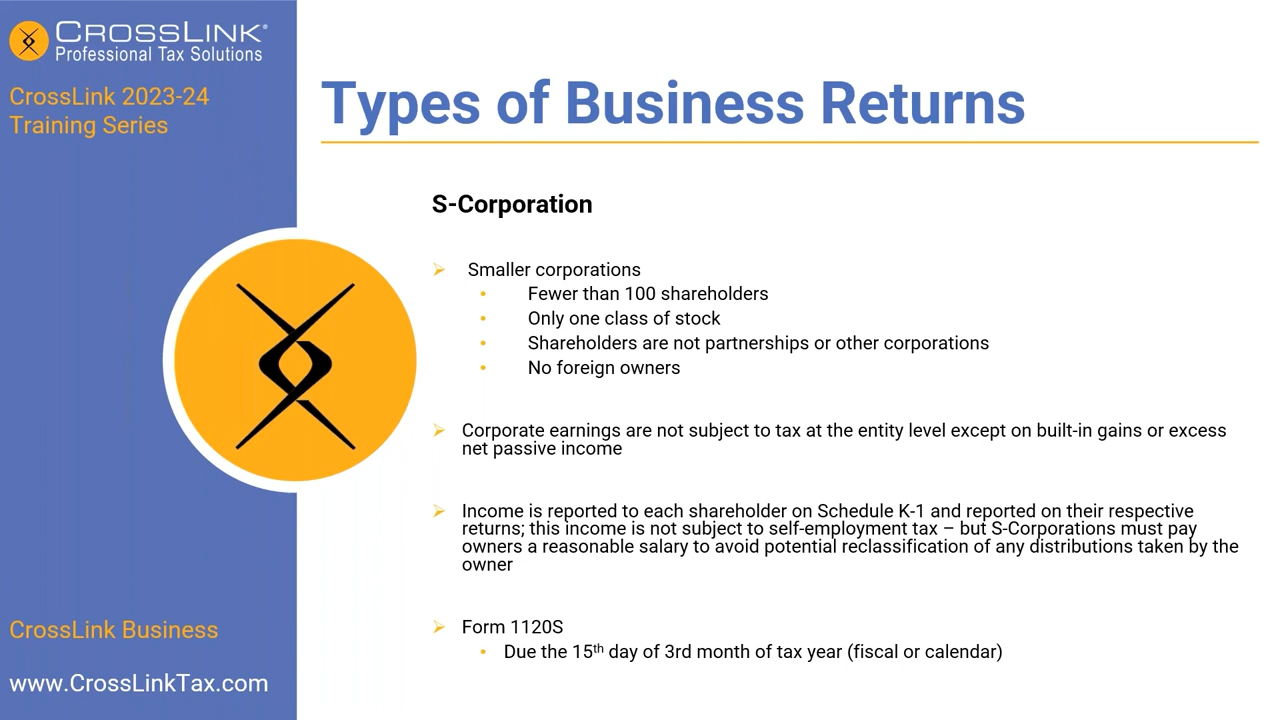 CROSSLINK®
Professional Tax Solutions
CrossLink 2023-24
Training Series
Types of Business Returns
S-Corporation
Smaller corporations
Fewer than 100 shareholders
Only one class of stock
Shareholders are not partnerships or other corporations
No foreign owners
Corporate earnings are not subject to tax at the entity level except on built-in gains or excess
net passive income
Income is reported to each shareholder on Schedule K-1 and reported on their respective
returns; this income is not subject to self-employment tax – but S-Corporations must pay
owners a reasonable salary to avoid potential reclassification of any distributions taken by the
owner
Form 1120S
Due the 15th day of 3rd month of tax year (fiscal or calendar)
CrossLink Business
www.CrossLinkTax.com